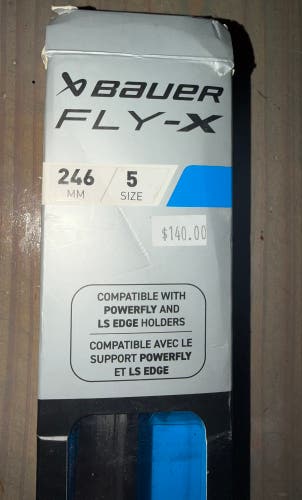 BAUER
FLY-X
246 / 5
MM / SIZE
$140.00
COMPATIBLE WITH
POWERFLY AND
LS EDGE HOLDERS
COMPATIBLE AVEC LE
SUPPORT POWERFLY
ET LS EDGE